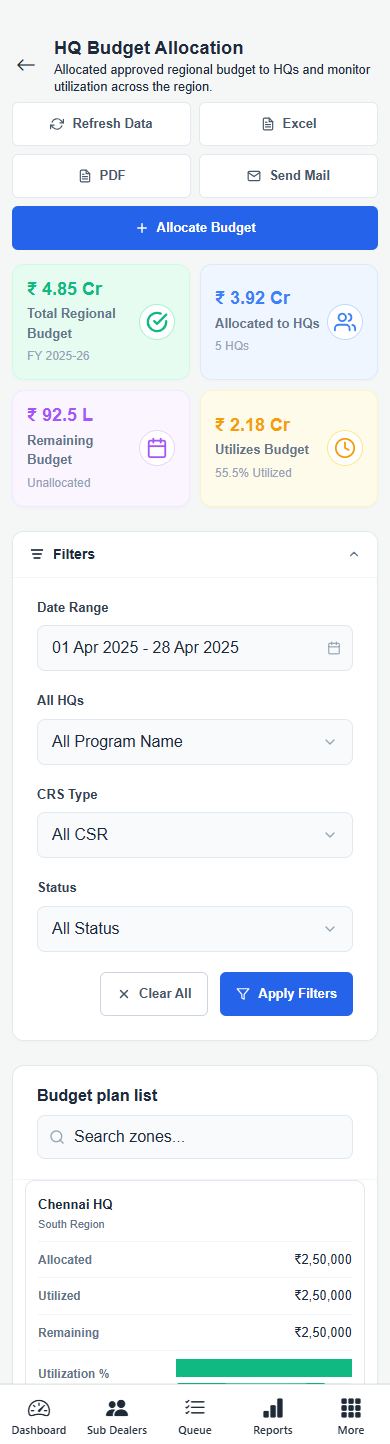 HQ Budget Allocation
Allocated approved regional budget to HQs and monitor
utilization across the region.
Refresh Data
Excel
PDF
Send Mail
Allocate Budget
₹ 4.85 Cr
Total Regional
Budget
FY 2025-26
₹ 3.92 Cr
Allocated to HQs
5 HQs
₹ 92.5 L
Remaining
Budget
Unallocated
₹ 2.18 Cr
Utilizes Budget
55.5% Utilized
Filters
Date Range
01 Apr 2025 - 28 Apr 2025
All HQs
All Program Name
CRS Type
All CSR
Status
All Status
Clear All
Apply Filters
Budget plan list
Search zones...
Chennai HQ
South Region
Allocated ₹2,50,000
Utilized ₹2,50,000
Remaining ₹2,50,000
Utilization %
Dashboard
Sub Dealers
Queue
Reports
More